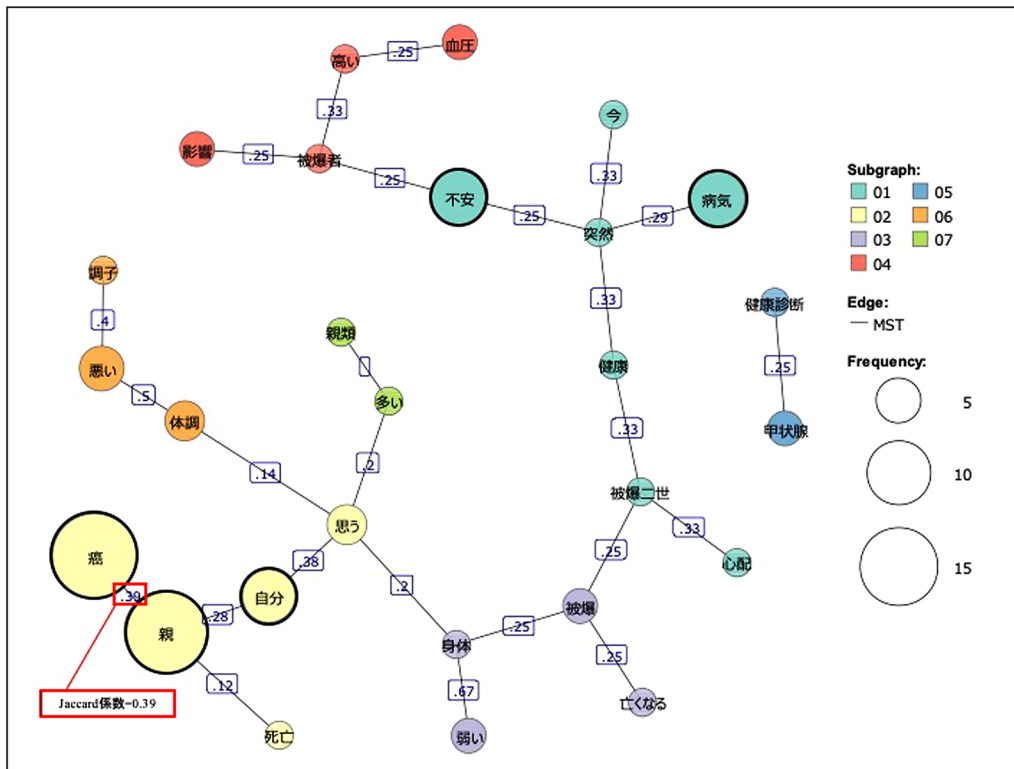 血圧
.25
高い
.33
今
影響
.25
被爆者
.25
不安
.25
.33
病気
.29
突然
Subgraph:
01
05
02
06
03
07
04
調子
.4
悪い
.5
体調
.14
親類
多い
.2
.33
健康
.33
健康診断
.25
甲状腺
Edge:
MST
Frequency:
5
10
15
被爆二世
.33
心配
.25
思う
.38
.2
癌
.39
親
.28
自分
.12
死亡
身体
.25
被爆
.67
弱い
.25
亡くなる
Jaccard係数=0.39